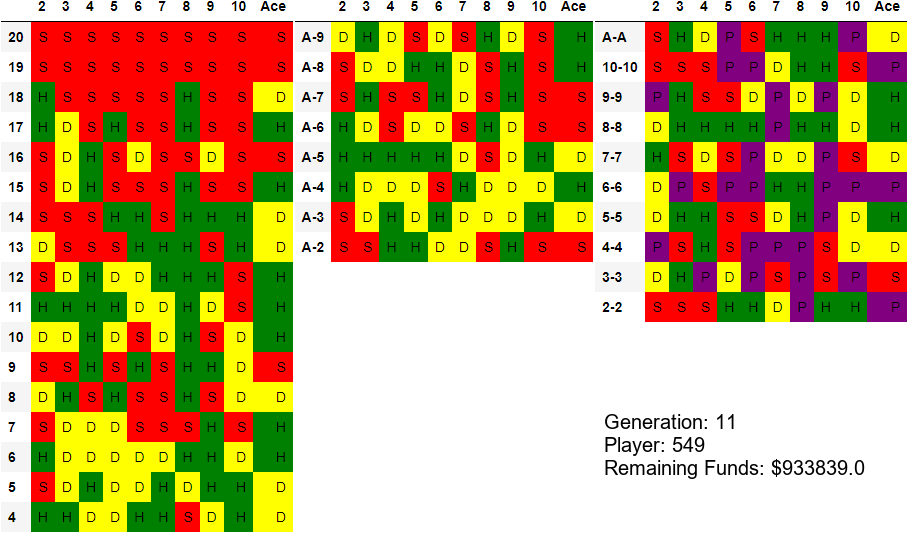 2 3 4 5 6 7 8 9 10 Ace
20 S S S S S S S S S S
19 S S S S S S S S S S
18 H S S S S S H S S D
17 H D S H S S H S S H
16 S D H S D S S D S S
15 S D H S S S H S S H
14 S S S H H S H H H D
13 D S S S H H H S H D
12 S D H D D H H H S H
11 H H H H D D H D S H
10 D D H D S D H S D H
9 S S H S H S H H D S
8 D H S H S S H S D D
7 S D D D S S S H S H
6 H D D D D D H H D H
5 S D H D D H D H H D
4 H H D D H H S D H D
2 3 4 5 6 7 8 9 10 Ace
A-9 D H D S D S H D S H
A-8 S D D H H D S H S H
A-7 S H S S H D S H S S
A-6 H D S D D S H D S S
A-5 H H H H H D S D H D
A-4 H D D D S H D D D H
A-3 S D H D H D D D H D
A-2 S S H H D D S H S S
2 3 4 5 6 7 8 9 10 Ace
A-A S H D P S H H H P D
10-10 S S S P P D H H S P
9-9 P H S S D P D P D H
8-8 D H H H H P H H D H
7-7 H S D S P D D P S D
6-6 D P S P P H H P P P
5-5 D H H S S D H P D H
4-4 P S H S P P P S D D
3-3 D H P D P S P S P S
2-2 S S S H H D P H H P
Generation: 11
Player: 549
Remaining Funds: $933839.0